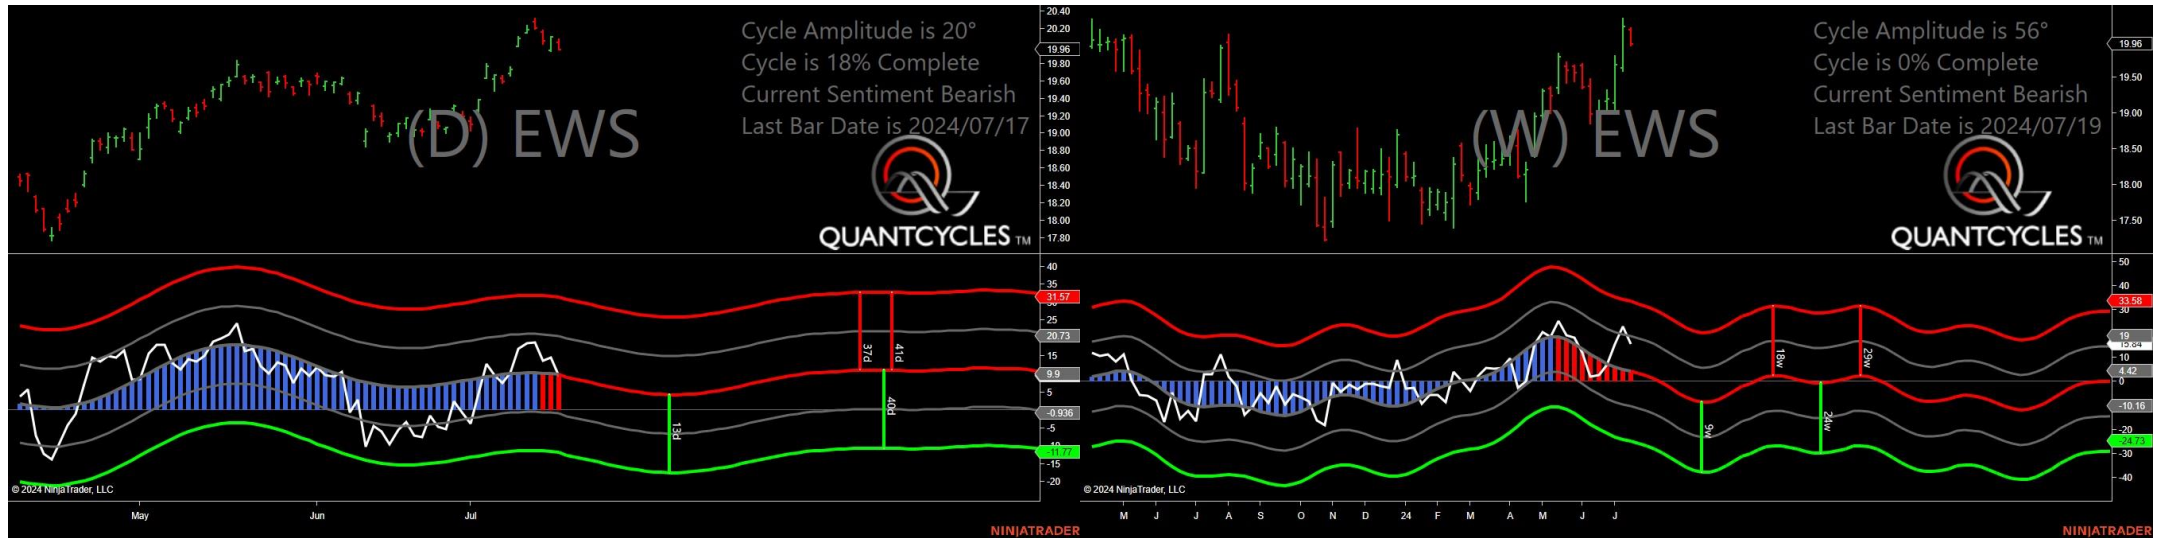 Cycle Amplitude is 20°
Cycle is 18% Complete
Current Sentiment Bearish
Last Bar Date is 2024/07/17
(D) EWS
QUANTCYCLES TM
20.40
20.20
19.96
19.80
19.60
19.40
19.20
19.00
18.80
18.60
18.40
18.20
18.00
17.80
40
35
31.57
25
20.73
15
9.9
5
-0.936
-5
-11.77
-15
-20
37d
41d
40d
13d
© 2024 NinjaTrader, LLC
May
Jun
Jul
NINJATRADER
Cycle Amplitude is 56°
Cycle is 0% Complete
Current Sentiment Bearish
Last Bar Date is 2024/07/19
(W) EWS
QUANTCYCLES TM
19.96
19.50
19.00
18.50
18.00
17.50
50
40
33.58
30
19
15.84
10
4.42
0
-10.16
-20
-24.73
-30
-40
18w
29w
9w
24w
© 2024 NinjaTrader, LLC
M J J A S O N D 24 F M A M J J
NINJATRADER